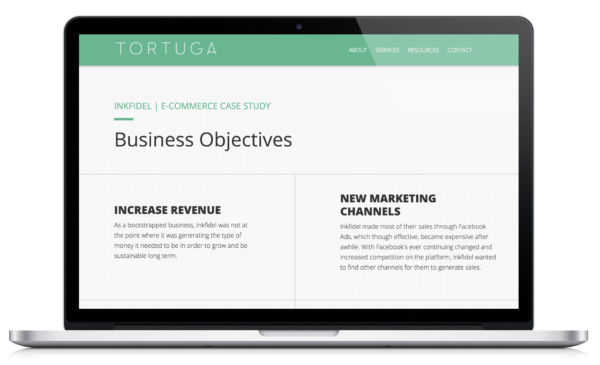 TORTUGA
ABOUT SERVICES RESOURCES CONTACT
INKFIDEL | E-COMMERCE CASE STUDY
Business Objectives
INCREASE REVENUE
As a bootstrapped business, Inkfidel was not at
the point where it was generating the type of
money it needed to be in order to grow and be
sustainable long term.
NEW MARKETING
CHANNELS
Inkfidel made most of their sales through Facebook
Ads, which though effective, became expensive after
awhile. With Facebook's ever continuing changed and
increased competition on the platform, Inkfidel wanted
to find other channels for them to generate sales.